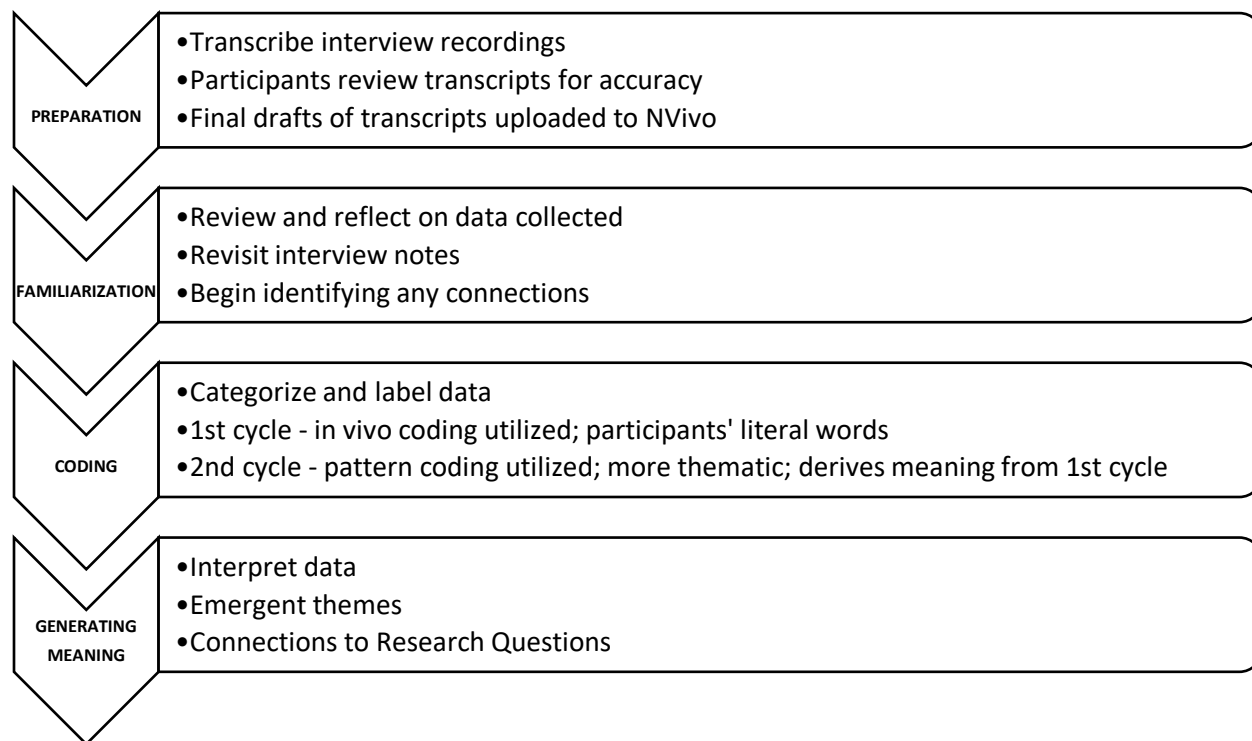 PREPARATION
•Transcribe interview recordings
•Participants review transcripts for accuracy
•Final drafts of transcripts uploaded to NVivo
FAMILIARIZATION
•Review and reflect on data collected
•Revisit interview notes
•Begin identifying any connections
CODING
•Categorize and label data
•1st cycle - in vivo coding utilized; participants' literal words
•2nd cycle - pattern coding utilized; more thematic; derives meaning from 1st cycle
GENERATING
MEANING
•Interpret data
•Emergent themes
•Connections to Research Questions